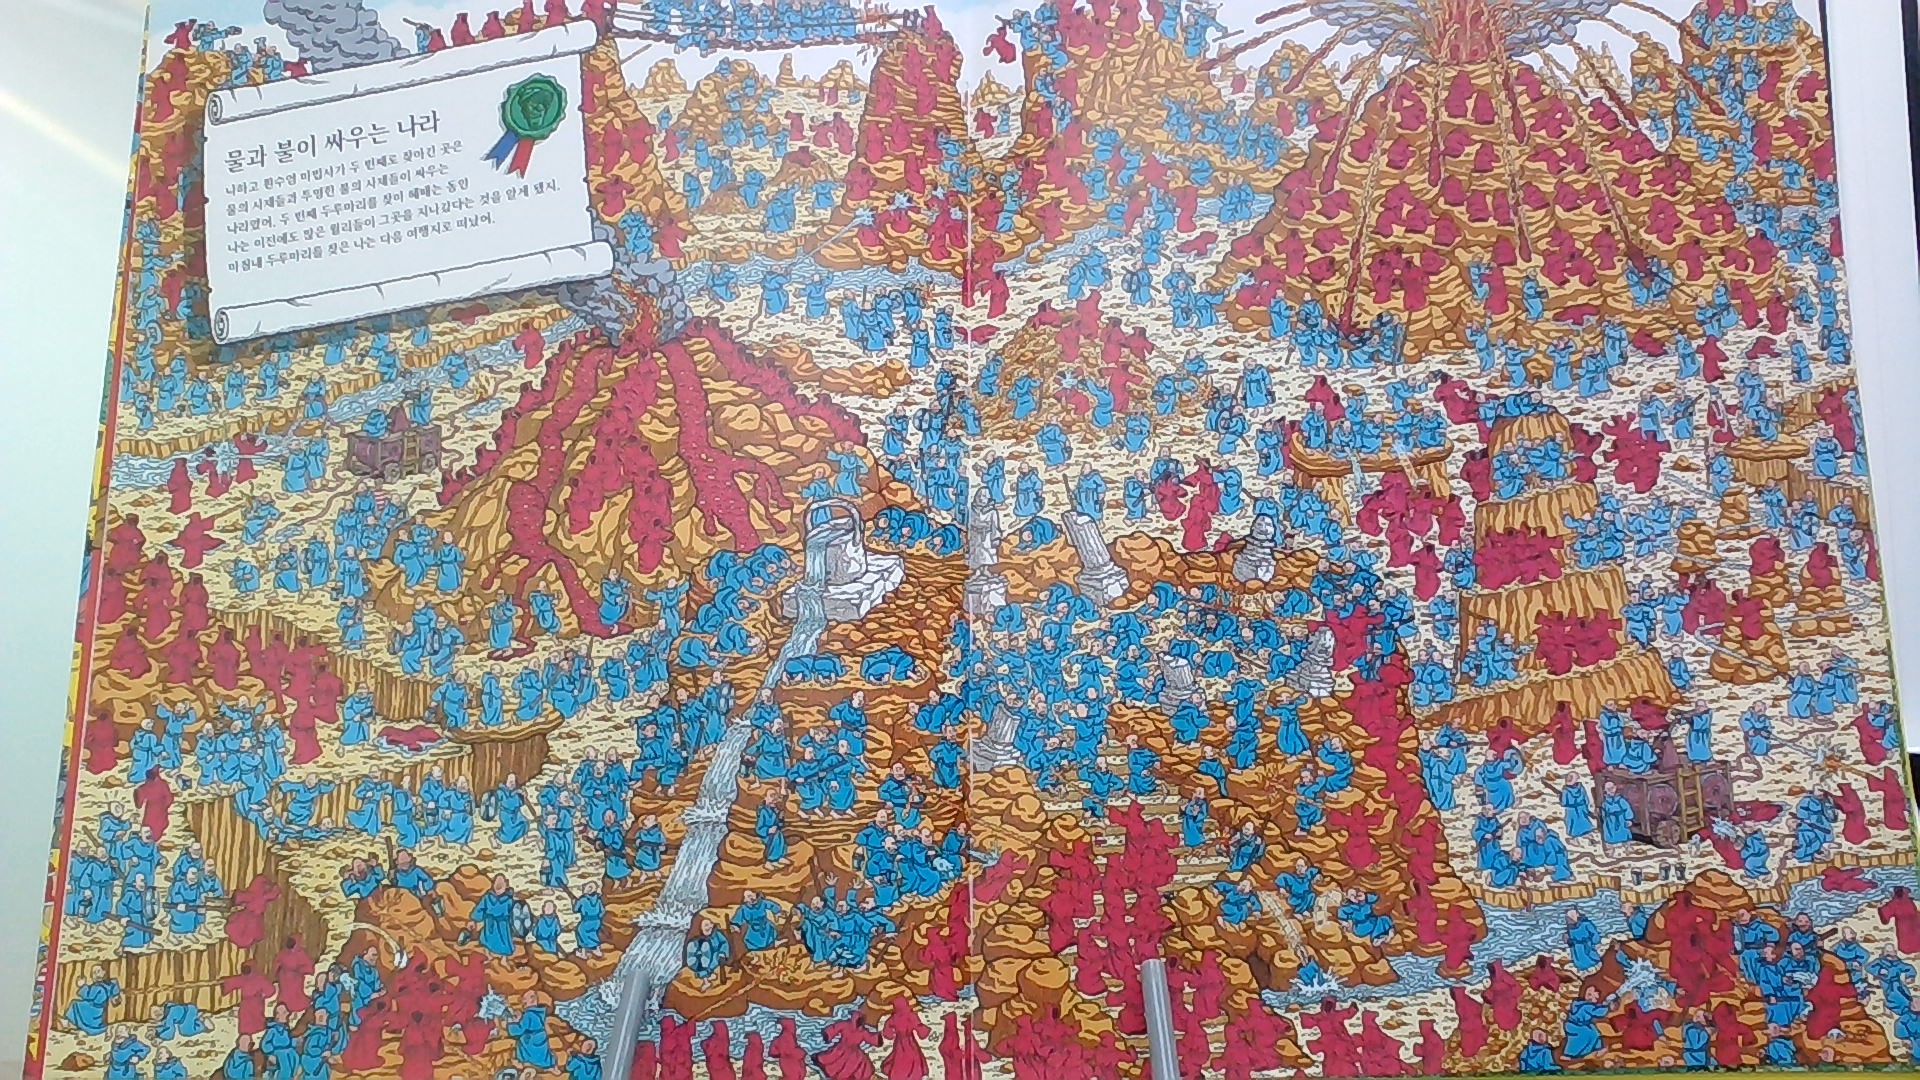 물과 불이 싸우는 나라
나하고 흰수염 마법사가 두 번째로 찾아간 곳은
불의 사제들과 투명한 물의 사제들이 싸우는
나라였어. 두 번째 두루마리를 찾아 헤매는 동안
나는 이전에도 많은 월리들이 그곳을 지나갔다는 것을 알게 됐지.
마침내 두루마리를 찾은 나는 다음 여행지로 떠났어.